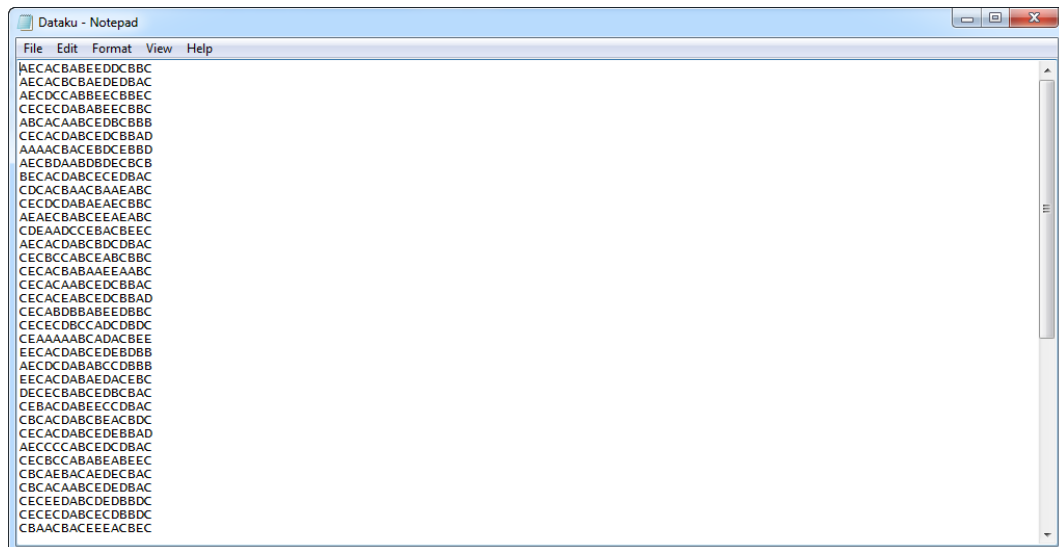 Dataku - Notepad
File Edit Format View Help
AECACBABEEDDCBBC
AECACBCBAEDEDBAC
AECDCCABBEECBBEC
CECECDABABEECBBC
ABCACAABCEDBCBBB
CECACDABCEDCBBAD
AAAACBACEBDCEBBD
AECBDAABDBDECBCB
BECACDABCECEDBAC
CDCACBAACBAAEABC
CECDCDABAEAECBBC
AEAECBABCEEAEABC
CDEAADCCEBACBEEC
AECACDABCBDCDBAC
CECBCCABCEABCBBC
CECACBABAAEEAABC
CECACAABCEDCBBAC
CECACEABCEDCBBAD
CECABDBBABEEDBBC
CECECDBCCADCDBDC
CEAAAAABCADACBEE
EECACDABCEDEBDBB
AECDCDABABCCDBBB
EECACDABAEDACEBC
DECECBABCEDBCBAC
CEBACDABEECCDBAC
CBCACDABCBEACBDC
CECACDABCEDEBBAD
AECCCCABCEDCDBAC
CECBCCABABEABEEC
CBCAEBACAEDECBAC
CBCACAABCEDEDBAC
CECEEDABCDEDBBDC
CECECDABCECDBBDC
CBAACBACEEEACBEC